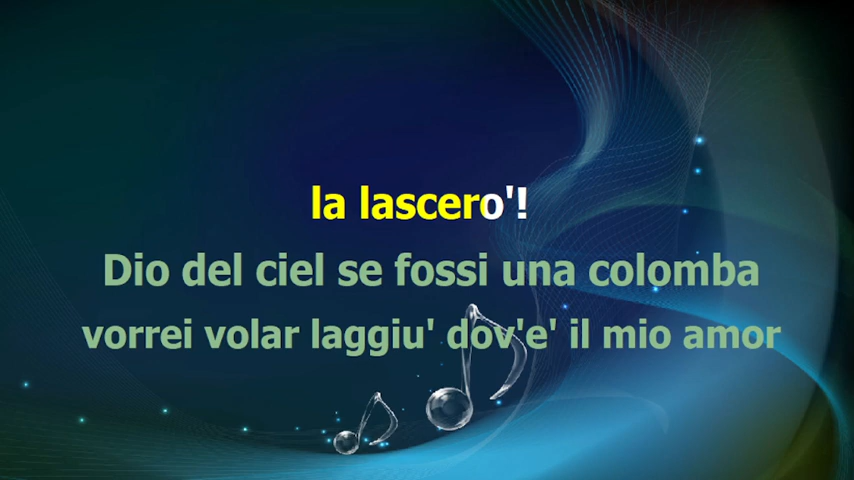 la lascero'!
Dio del ciel se fossi una colomba
vorrei volar laggiu' dov'e' il mio amor